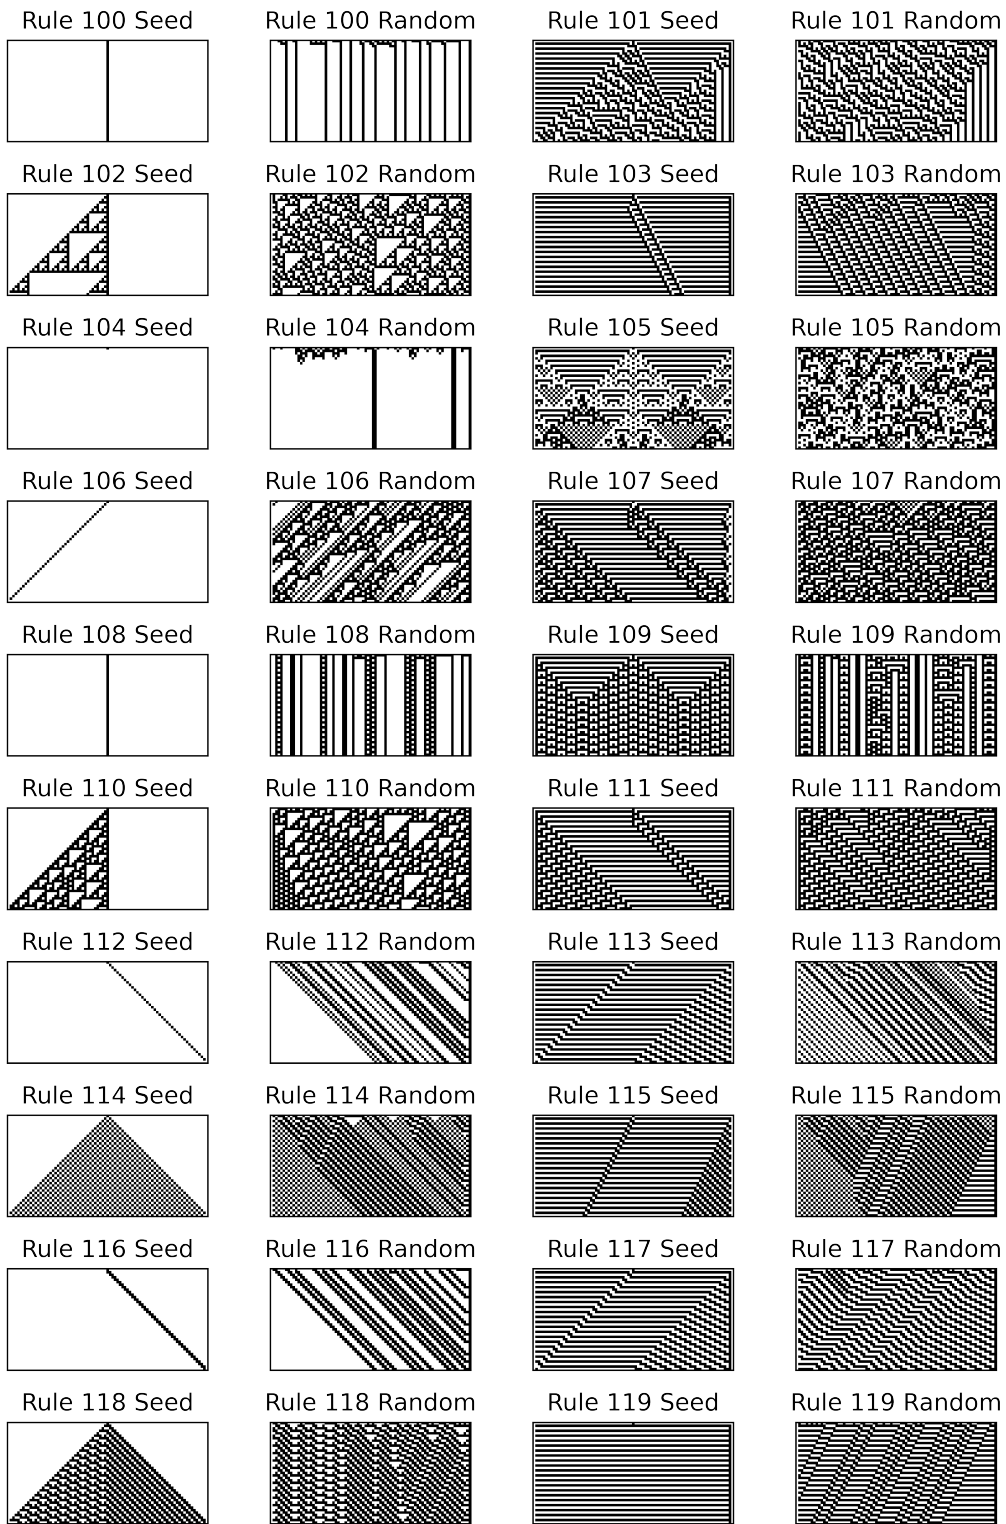 Rule 100 Seed Rule 100 Random Rule 101 Seed Rule 101 Random
Rule 102 Seed Rule 102 Random Rule 103 Seed Rule 103 Random
Rule 104 Seed Rule 104 Random Rule 105 Seed Rule 105 Random
Rule 106 Seed Rule 106 Random Rule 107 Seed Rule 107 Random
Rule 108 Seed Rule 108 Random Rule 109 Seed Rule 109 Random
Rule 110 Seed Rule 110 Random Rule 111 Seed Rule 111 Random
Rule 112 Seed Rule 112 Random Rule 113 Seed Rule 113 Random
Rule 114 Seed Rule 114 Random Rule 115 Seed Rule 115 Random
Rule 116 Seed Rule 116 Random Rule 117 Seed Rule 117 Random
Rule 118 Seed Rule 118 Random Rule 119 Seed Rule 119 Random